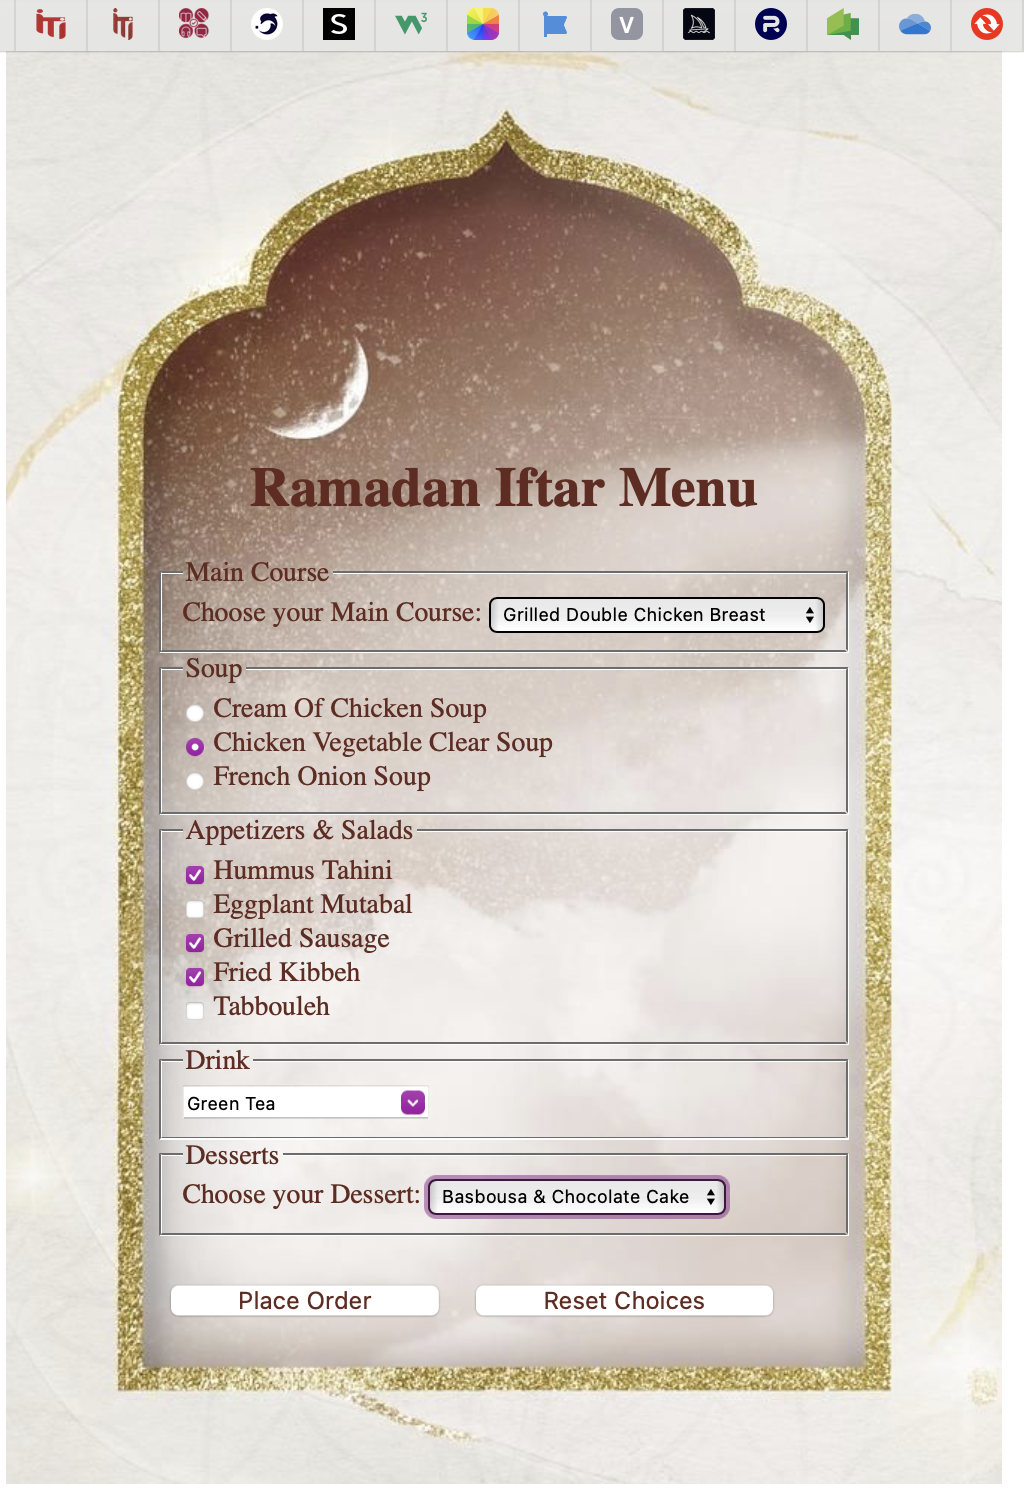 S
W3
V
R
Ramadan Iftar Menu
Main Course
Choose your Main Course: Grilled Double Chicken Breast
Soup
Cream Of Chicken Soup
Chicken Vegetable Clear Soup
French Onion Soup
Appetizers & Salads
Hummus Tahini
Eggplant Mutabal
Grilled Sausage
Fried Kibbeh
Tabbouleh
Drink
Green Tea
Desserts
Choose your Dessert: Basbousa & Chocolate Cake
Place Order Reset Choices